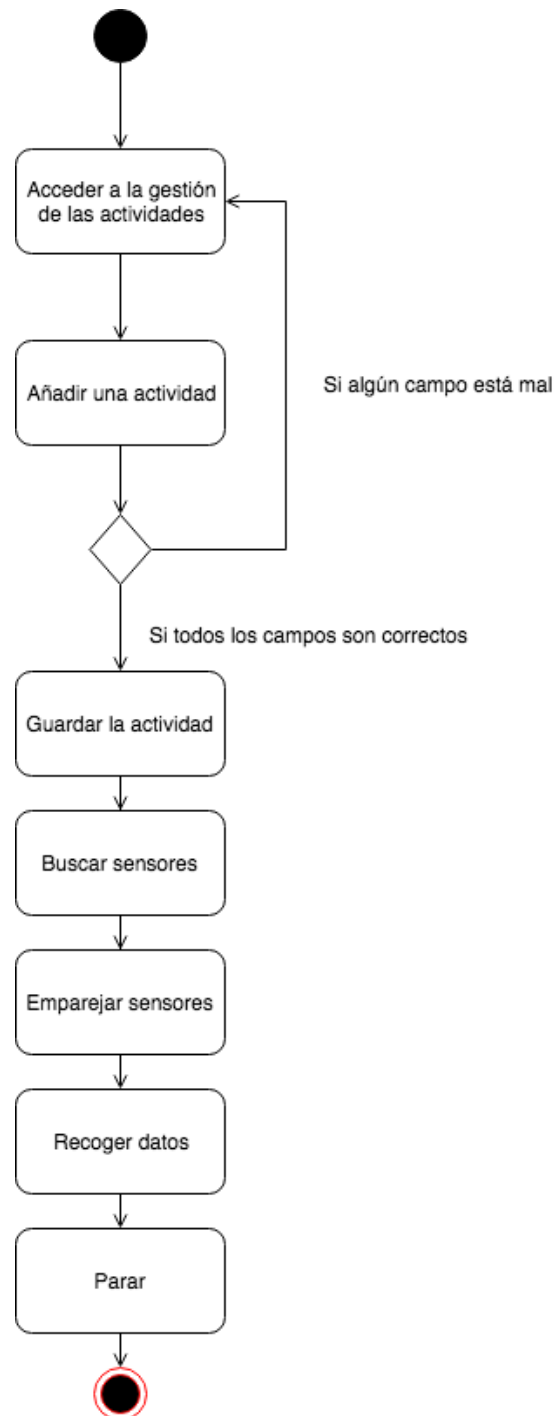 Acceder a la gestión
de las actividades
Añadir una actividad
Si algún campo está mal
Si todos los campos son correctos
Guardar la actividad
Buscar sensores
Emparejar sensores
Recoger datos
Parar